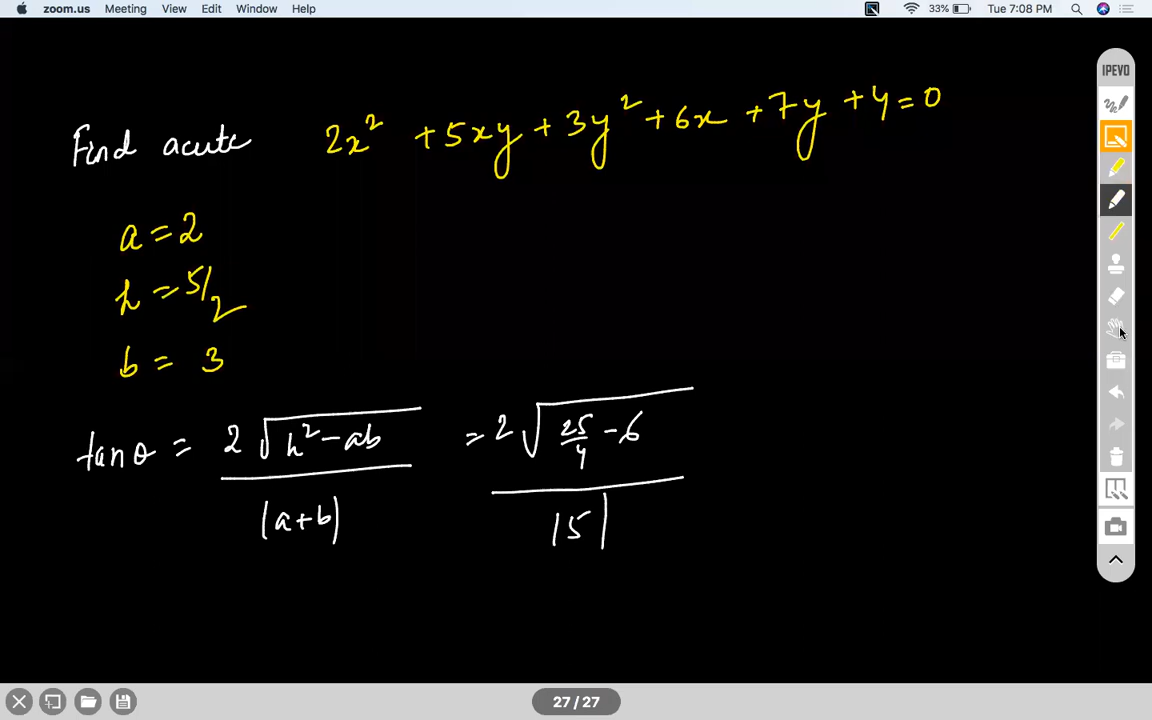 zoom.us Meeting View Edit Window Help 33% Tue 7:08 PM
IPEVO
Find acute 2x² + 5xy + 3y² + 6x + 7y + 4 = 0
a = 2
h = 5/2
b = 3
tan θ = 2√(h² - ab) / |a+b| = 2√(25/4 - 6) / |5|
27 / 27